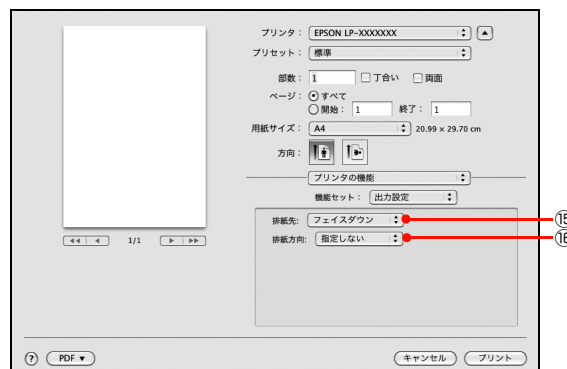 プリンタ： EPSON LP-XXXXXXX
プリセット： 標準
部数： 1 丁合い 両面
ページ： すべて
開始： 1 終了： 1
用紙サイズ： A4 20.99 × 29.70 cm
方向：
プリンタの機能
機能セット： 出力設定
排紙先: フェイスダウン ⑮
排紙方向: 指定しない ⑯
1/1
? PDF ▼ キャンセル プリント